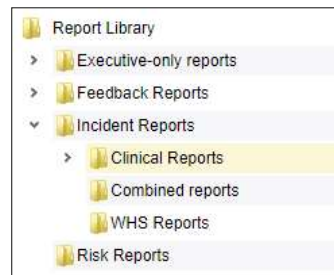 Report Library
Executive-only reports
Feedback Reports
Incident Reports
Clinical Reports
Combined reports
WHS Reports
Risk Reports